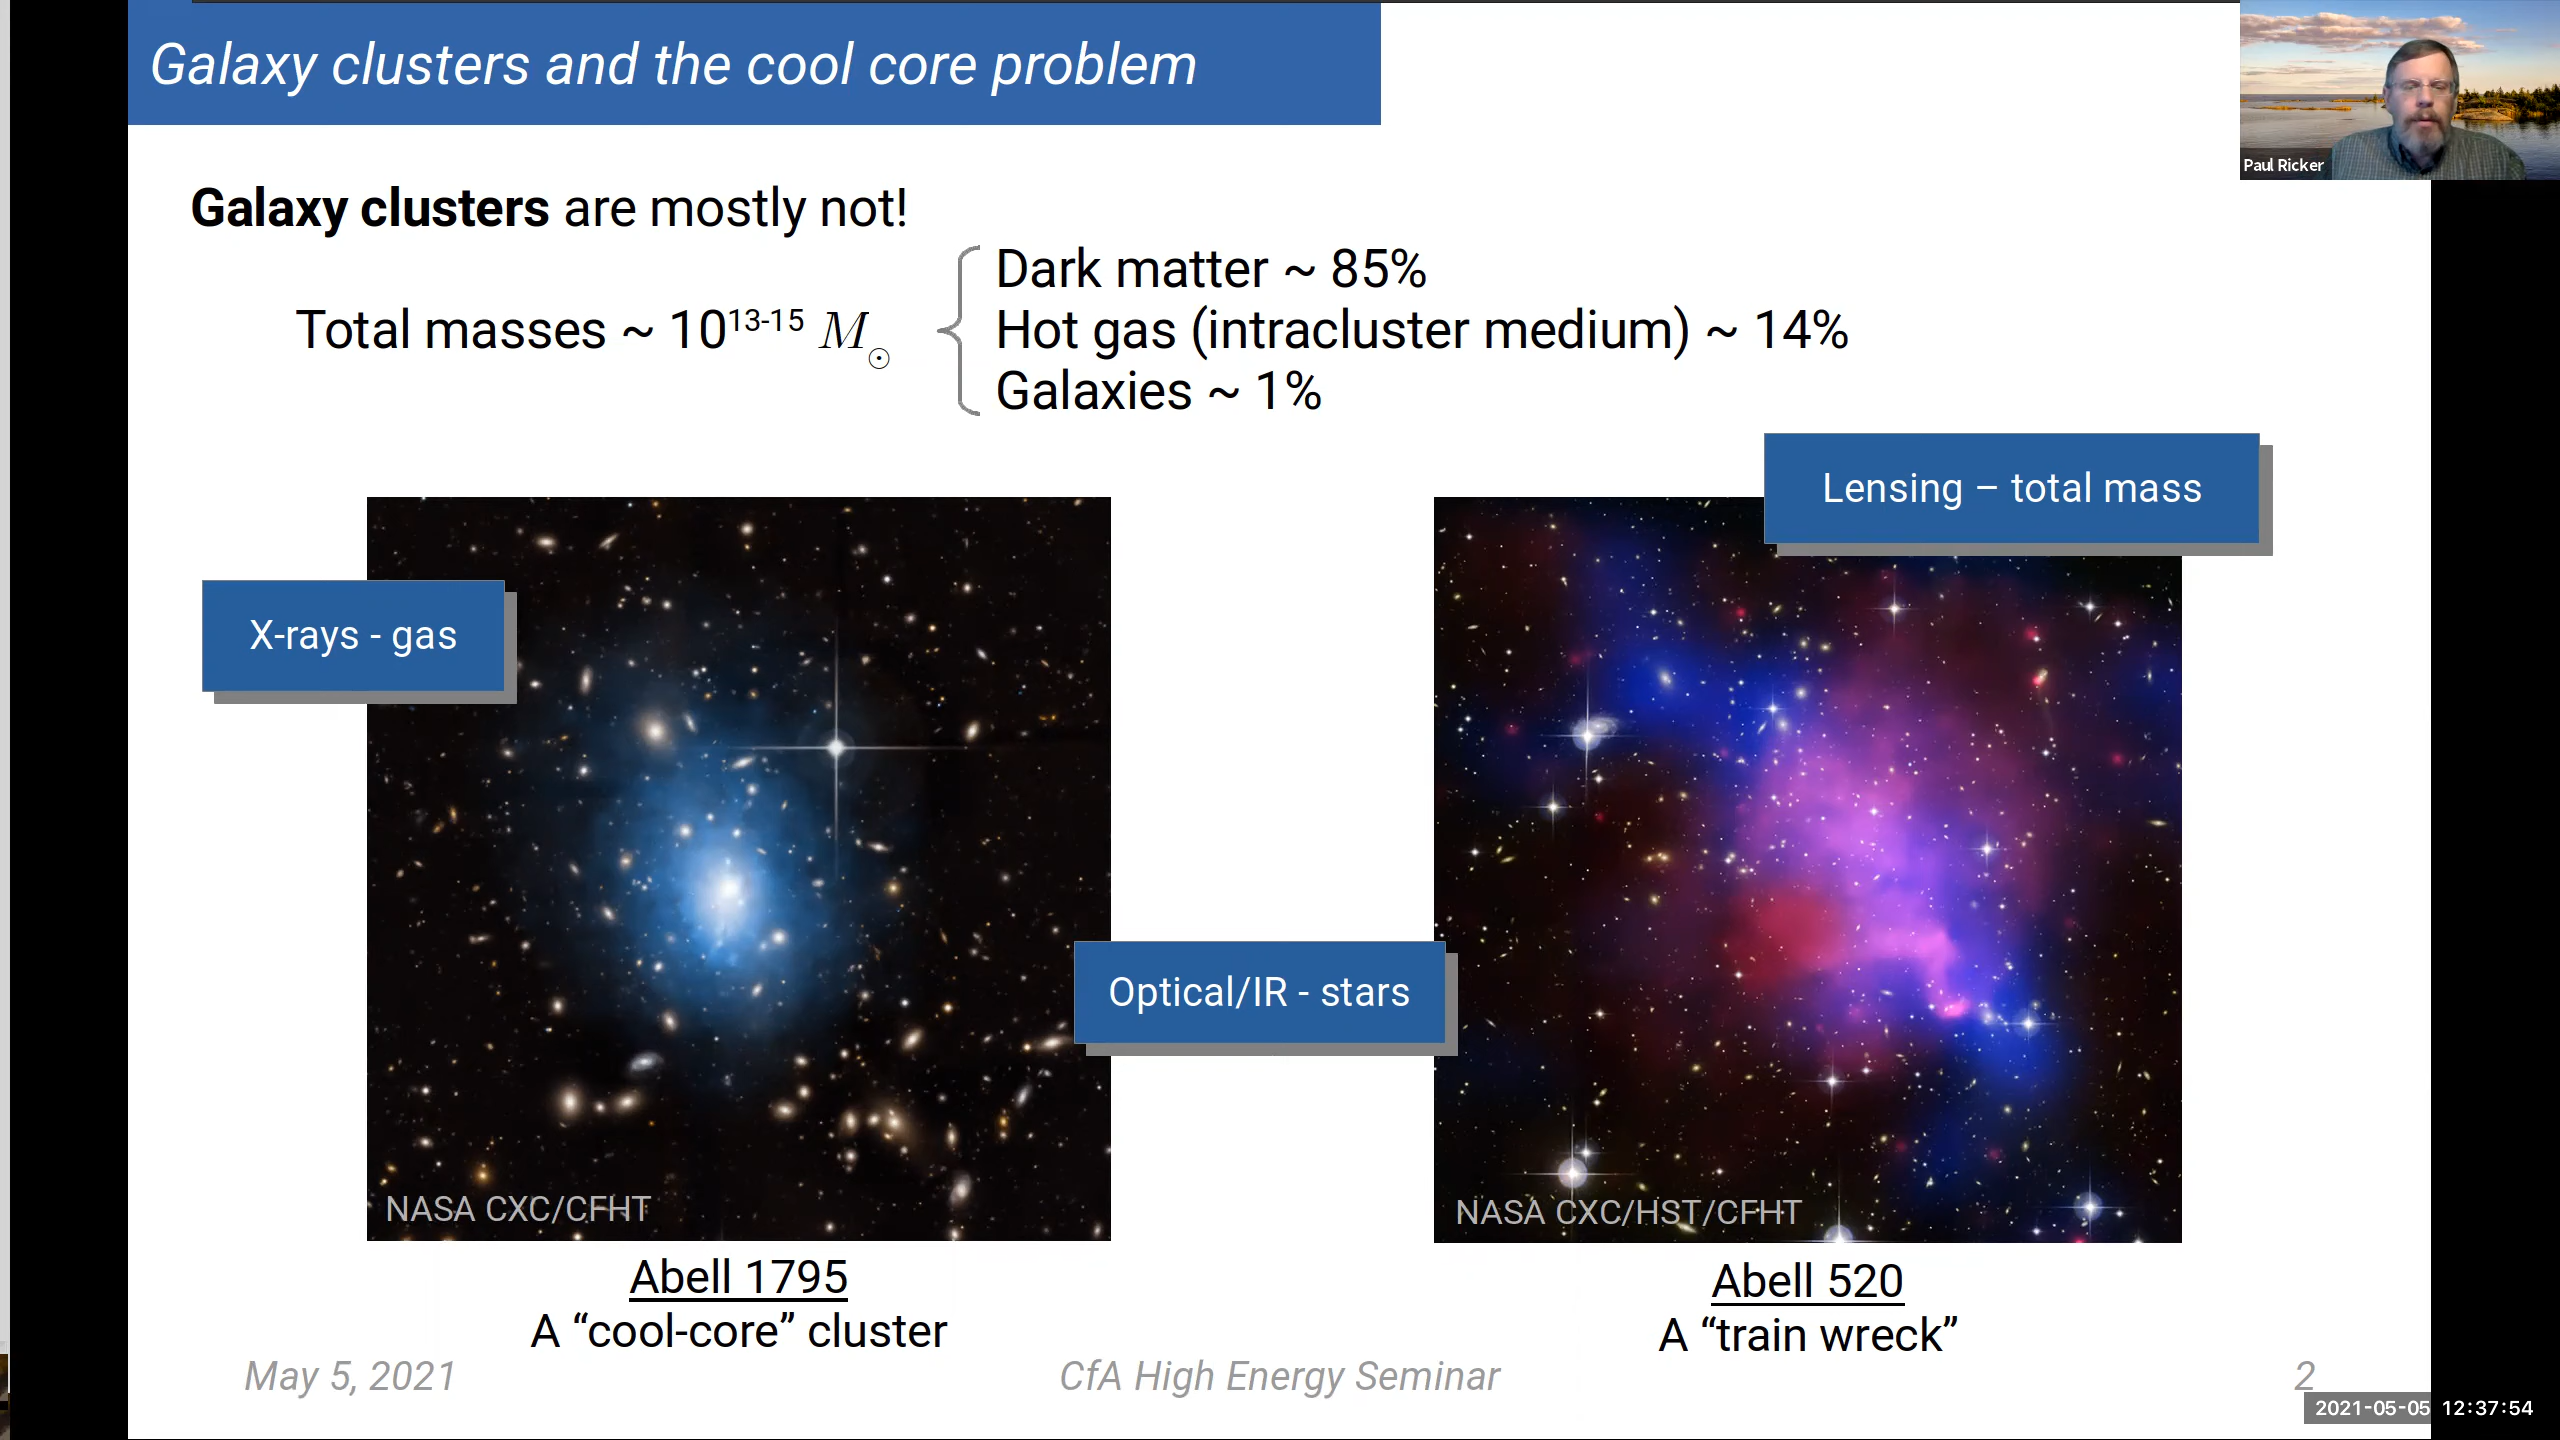 Galaxy clusters and the cool core problem
Paul Ricker
Galaxy clusters are mostly not!
Total masses ~ 10¹³⁻¹⁵ M☉
Dark matter ~ 85%
Hot gas (intracluster medium) ~ 14%
Galaxies ~ 1%
Lensing – total mass
X-rays - gas
Optical/IR - stars
NASA CXC/CFHT
NASA CXC/HST/CFHT
Abell 1795
A “cool-core” cluster
Abell 520
A “train wreck”
May 5, 2021
CfA High Energy Seminar
2
2021-05-05 12:37:54